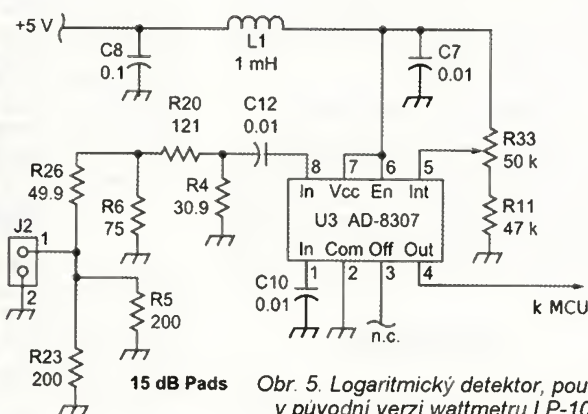 +5 V
C8
0.1
L1
1 mH
C7
0.01
R20
121
C12
0.01
R26
49.9
R6
75
R4
30.9
8 7 6 5
In Vcc En Int
U3 AD-8307
In Com Off Out
1 2 3 4
R33
50 k
R11
47 k
J2
1
2
C10
0.01
n.c.
k MCU
R5
200
R23
200
15 dB Pads
Obr. 5. Logaritmický detektor, pou
v původní verzi wattmetru LP-10